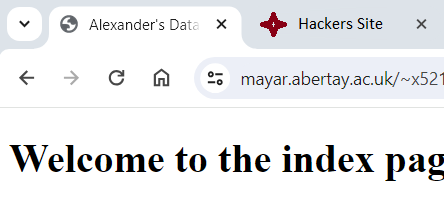 Alexander's Data
Hackers Site
mayar.abertay.ac.uk/~x521
Welcome to the index pag